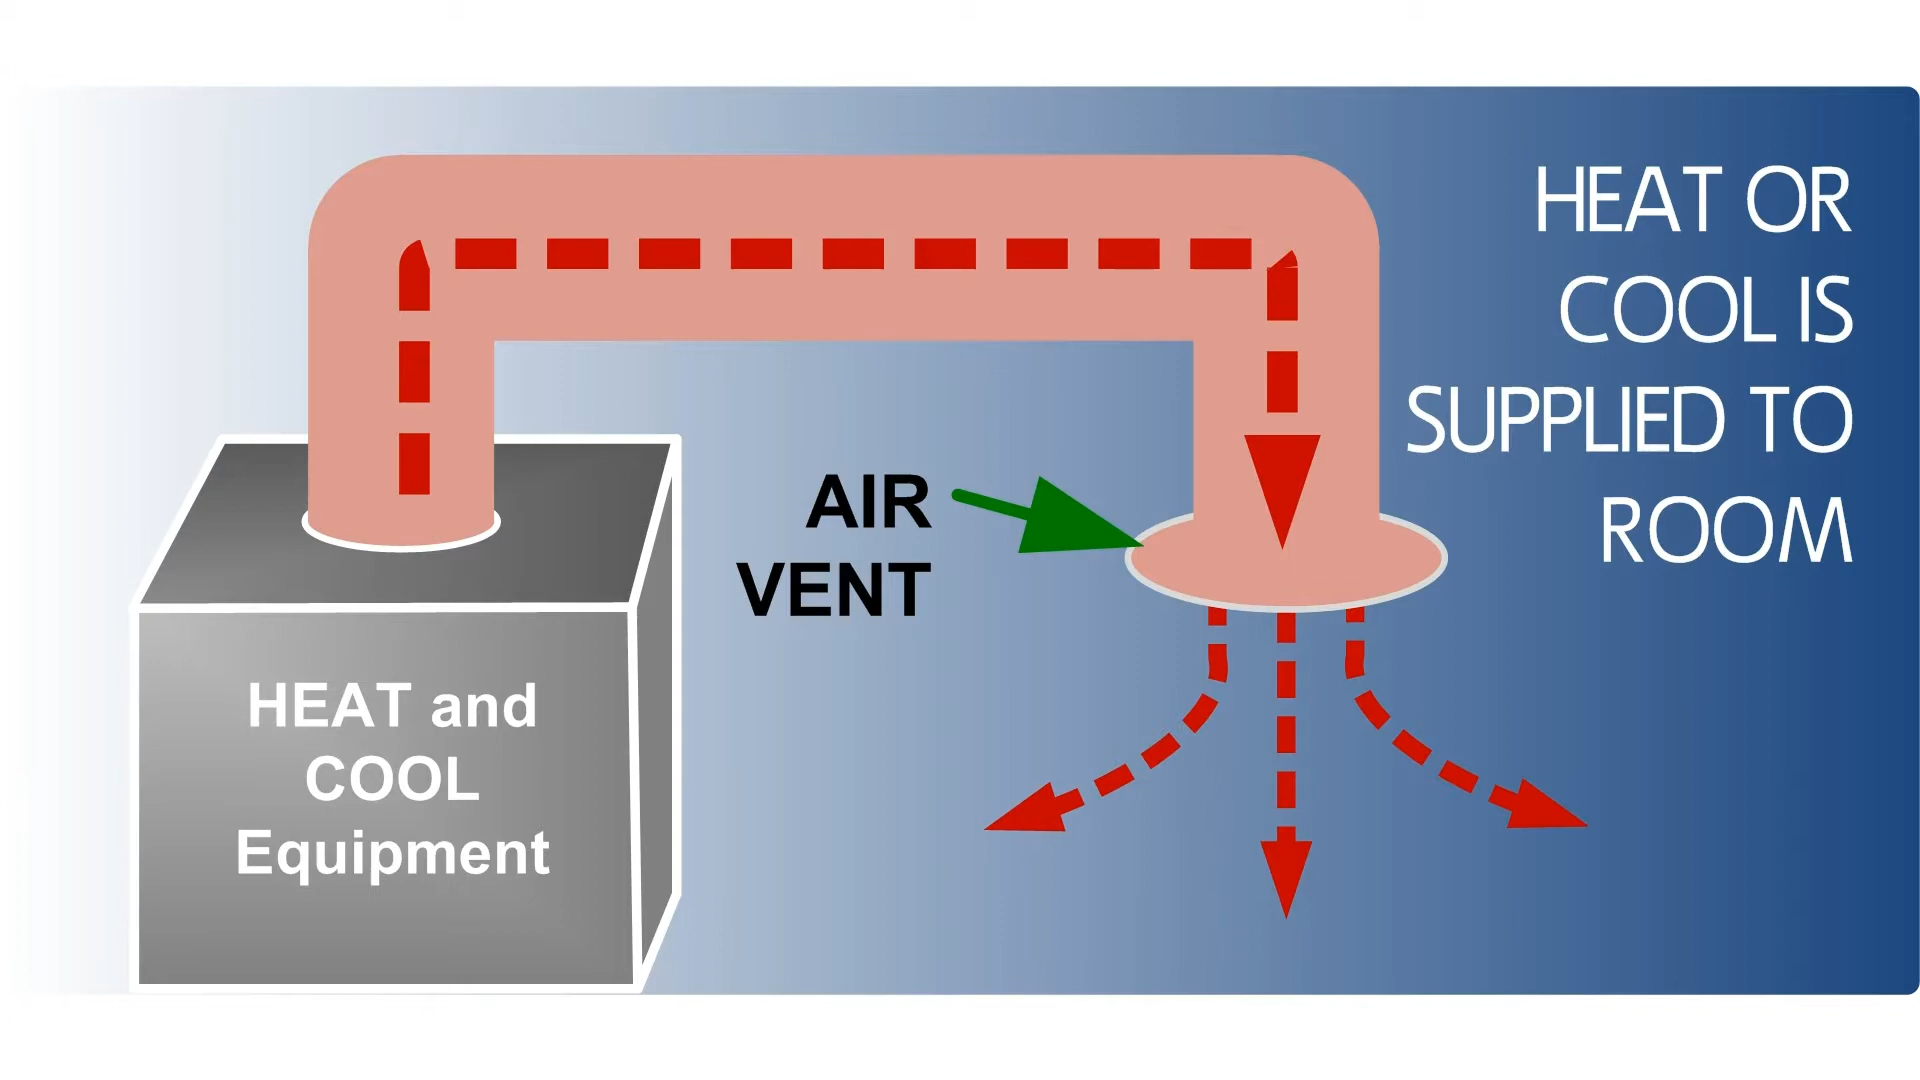 HEAT OR
COOL IS
SUPPLIED TO
ROOM
AIR
VENT
HEAT and
COOL
Equipment